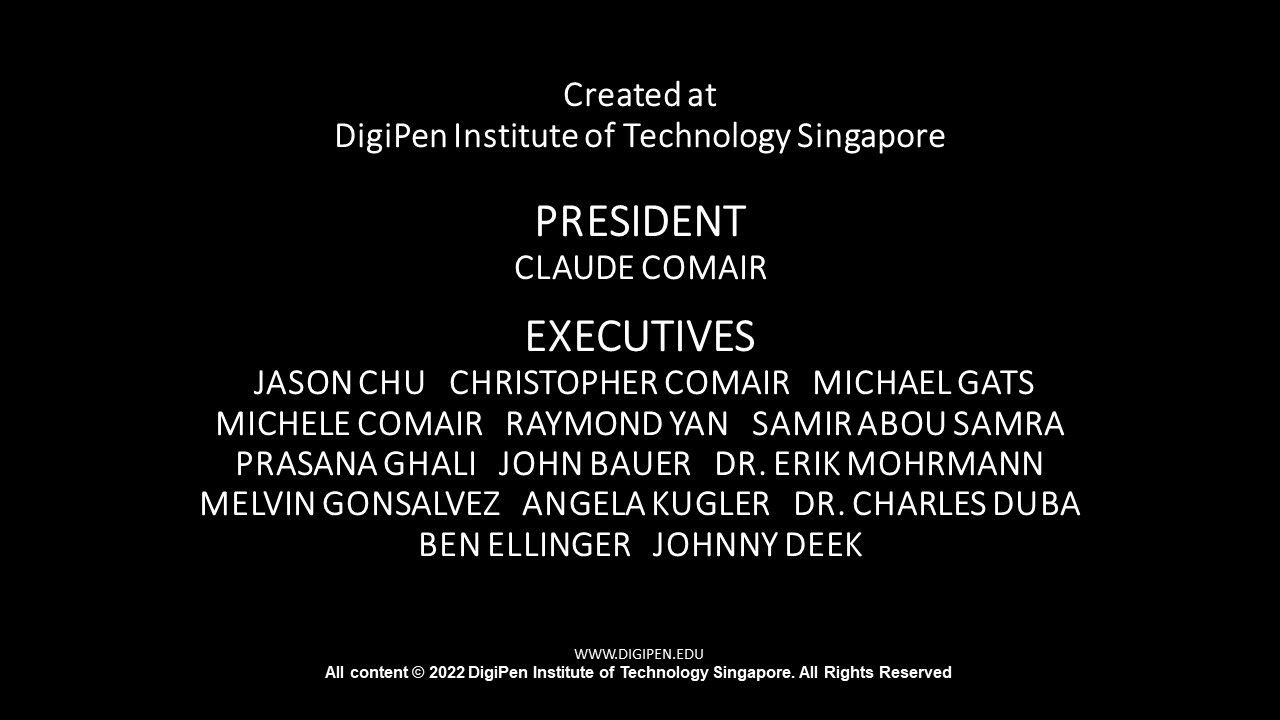 Created at
DigiPen Institute of Technology Singapore
PRESIDENT
CLAUDE COMAIR
EXECUTIVES
JASON CHU CHRISTOPHER COMAIR MICHAEL GATS
MICHELE COMAIR RAYMOND YAN SAMIR ABOU SAMRA
PRASANA GHALI JOHN BAUER DR. ERIK MOHRMANN
MELVIN GONSALVEZ ANGELA KUGLER DR. CHARLES DUBA
BEN ELLINGER JOHNNY DEEK
WWW.DIGIPEN.EDU
All content © 2022 DigiPen Institute of Technology Singapore. All Rights Reserved